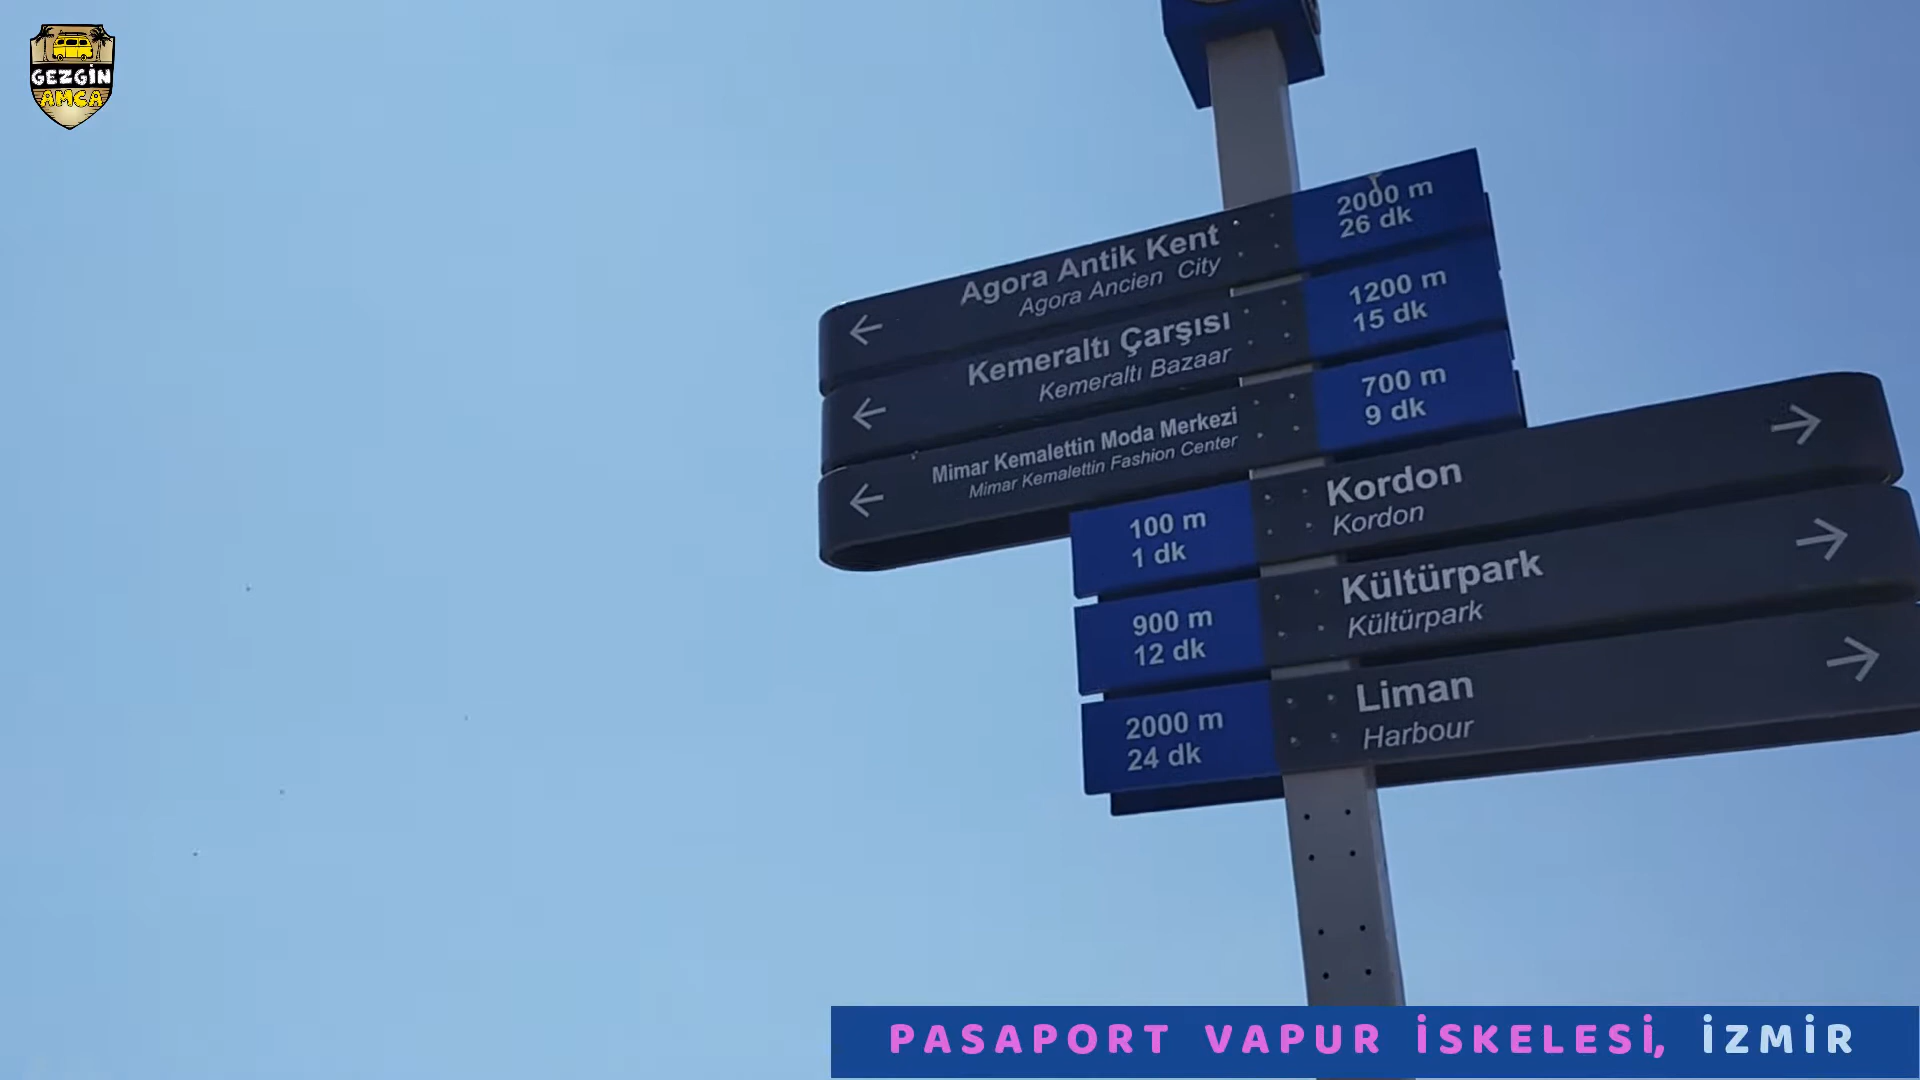 GEZGİN
AMCA
2000 m
26 dk
Agora Antik Kent
Agora Ancien City
1200 m
15 dk
Kemeraltı Çarşısı
Kemeraltı Bazaar
700 m
9 dk
Mimar Kemalettin Moda Merkezi
Mimar Kemalettin Fashion Center
100 m
1 dk
Kordon
Kordon
900 m
12 dk
Kültürpark
Kültürpark
2000 m
24 dk
Liman
Harbour
PASAPORT VAPUR İSKELESİ, İZMİR